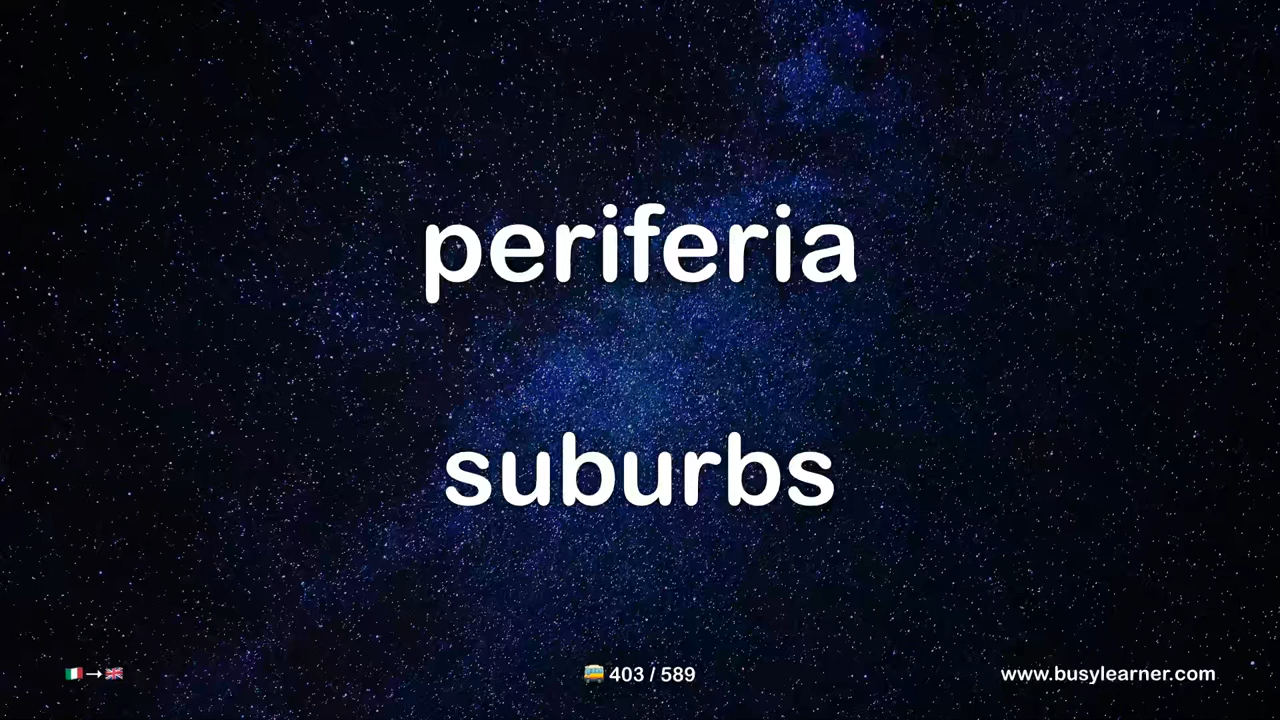 periferia
suburbs
🇮🇹→🇬🇧
🚌 403 / 589
www.busylearner.com